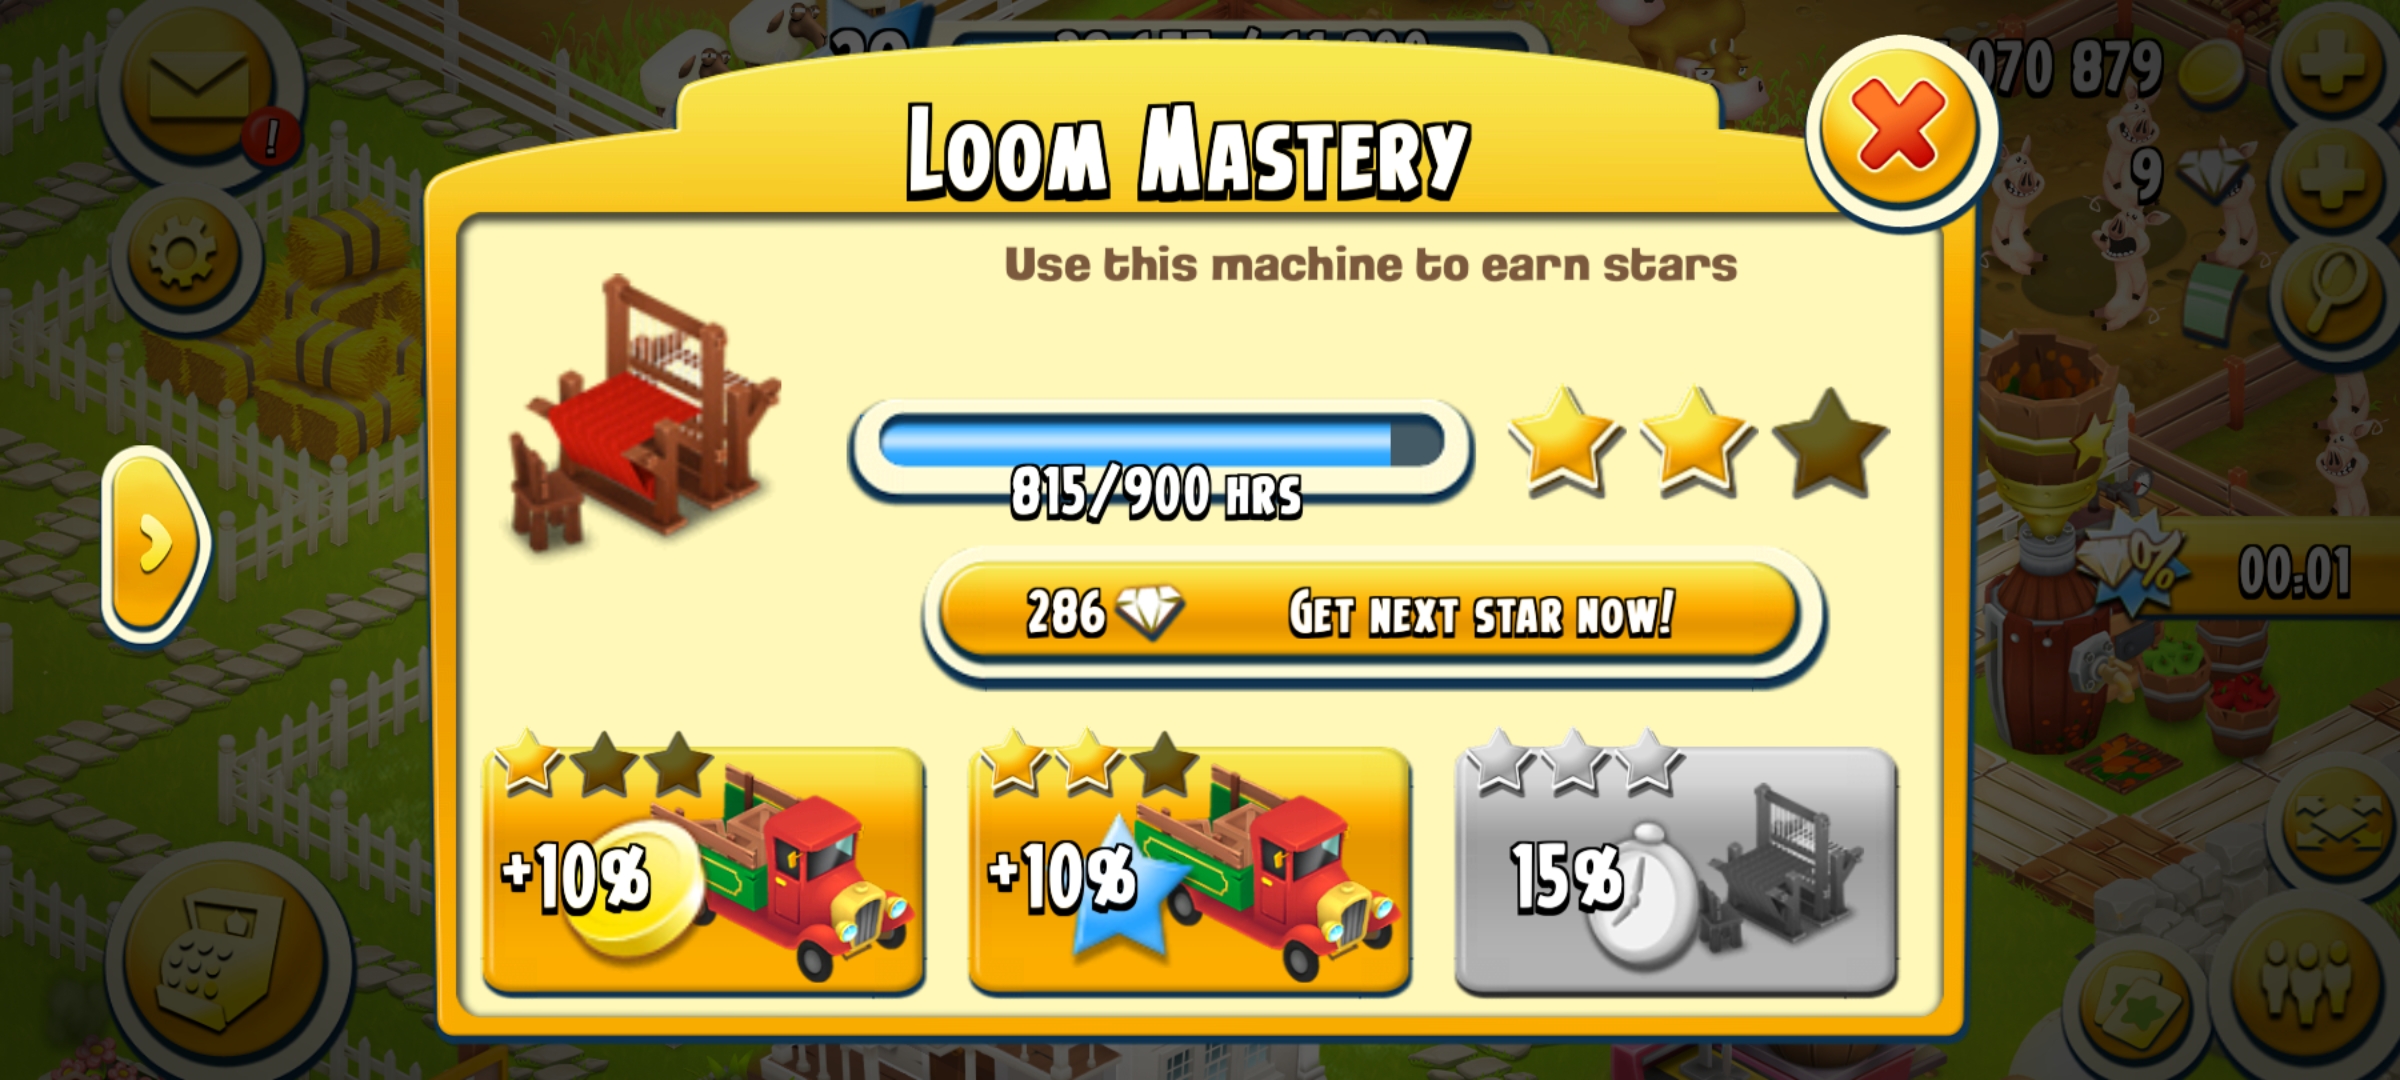 LOOM MASTERY
070 879
9
Use this machine to earn stars
815/900 HRS
286 GET NEXT STAR NOW!
% 00:01
+10%
+10%
15%